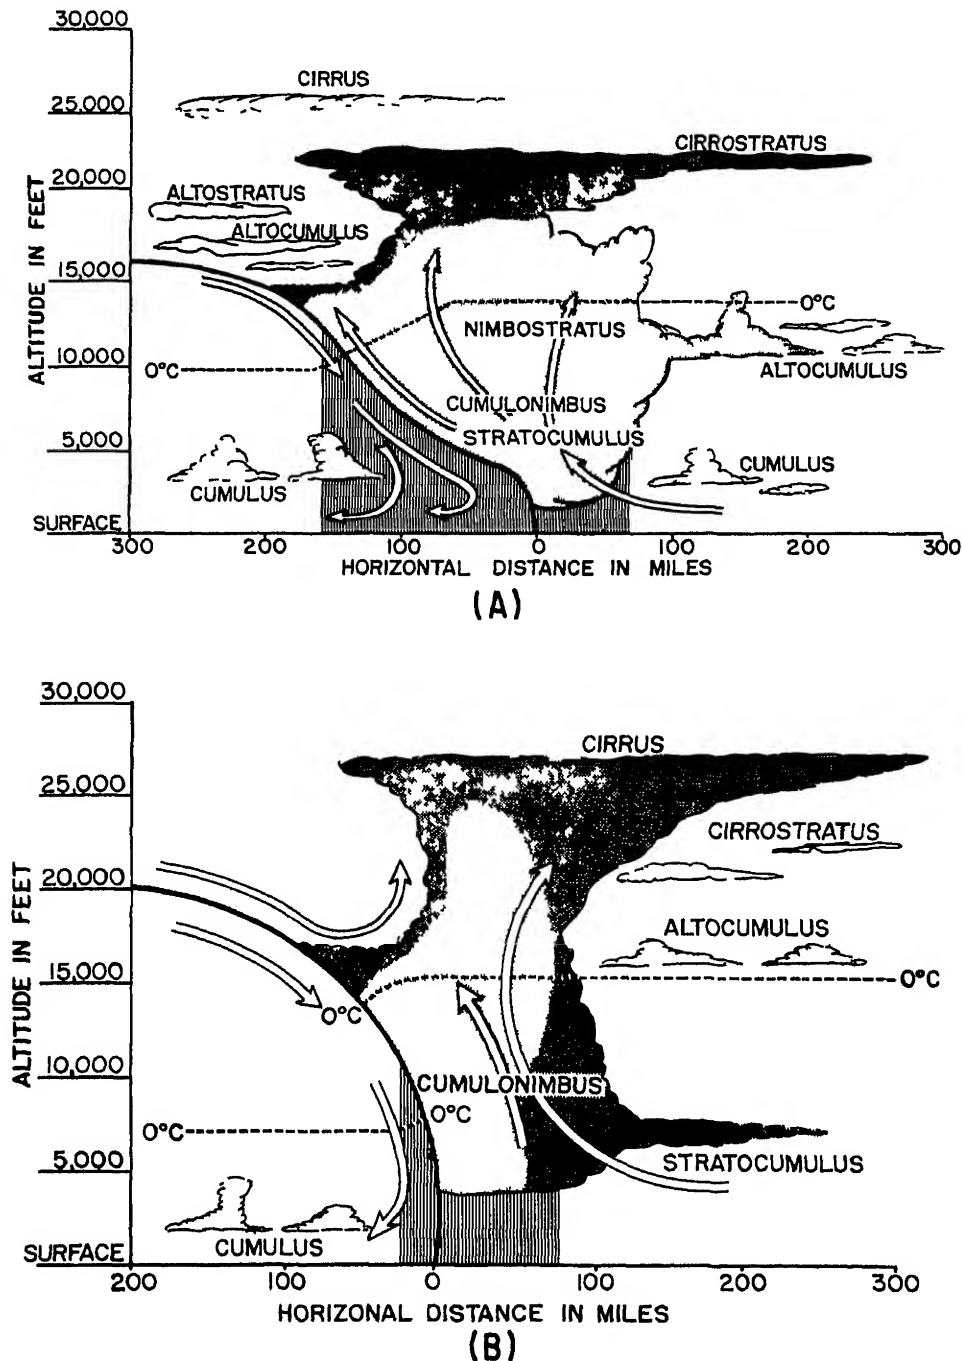 30,000
CIRRUS
25,000
CIRROSTRATUS
20,000
ALTOSTRATUS
ALTOCUMULUS
15,000
0°C
NIMBOSTRATUS
10,000
0°C
ALTOCUMULUS
CUMULONIMBUS
STRATOCUMULUS
5,000
CUMULUS
CUMULUS
SURFACE
ALTITUDE IN FEET
300 200 100 0 100 200 300
HORIZONTAL DISTANCE IN MILES
(A)
30,000
CIRRUS
25,000
CIRROSTRATUS
20,000
ALTOCUMULUS
15,000
0°C
0°C
10,000
CUMULONIMBUS
0°C
0°C
5,000
STRATOCUMULUS
CUMULUS
SURFACE
ALTITUDE IN FEET
200 100 0 100 200 300
HORIZONAL DISTANCE IN MILES
(B)